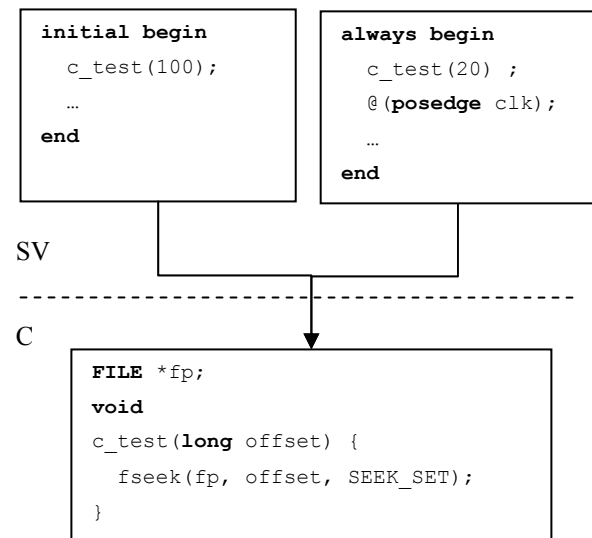 initial begin
c_test(100);
…
end
always begin
c_test(20) ;
@(posedge clk);
…
end
SV
C
FILE *fp;
void
c_test(long offset) {
fseek(fp, offset, SEEK_SET);
}